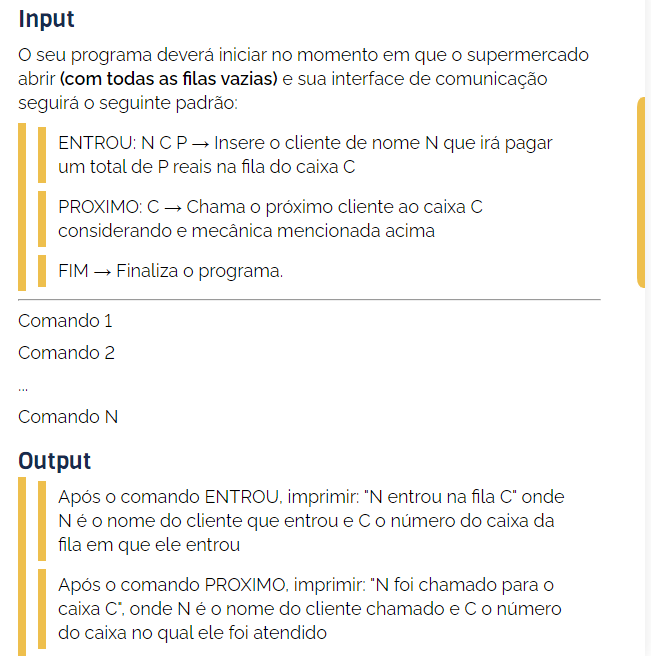 Input
O seu programa deverá iniciar no momento em que o supermercado
abrir (com todas as filas vazias) e sua interface de comunicação
seguirá o seguinte padrão:
ENTROU: N C P → Insere o cliente de nome N que irá pagar
um total de P reais na fila do caixa C
PROXIMO: C → Chama o próximo cliente ao caixa C
considerando e mecânica mencionada acima
FIM → Finaliza o programa.
Comando 1
Comando 2
...
Comando N
Output
Após o comando ENTROU, imprimir: "N entrou na fila C" onde
N é o nome do cliente que entrou e C o número do caixa da
fila em que ele entrou
Após o comando PROXIMO, imprimir: "N foi chamado para o
caixa C", onde N é o nome do cliente chamado e C o número
do caixa no qual ele foi atendido